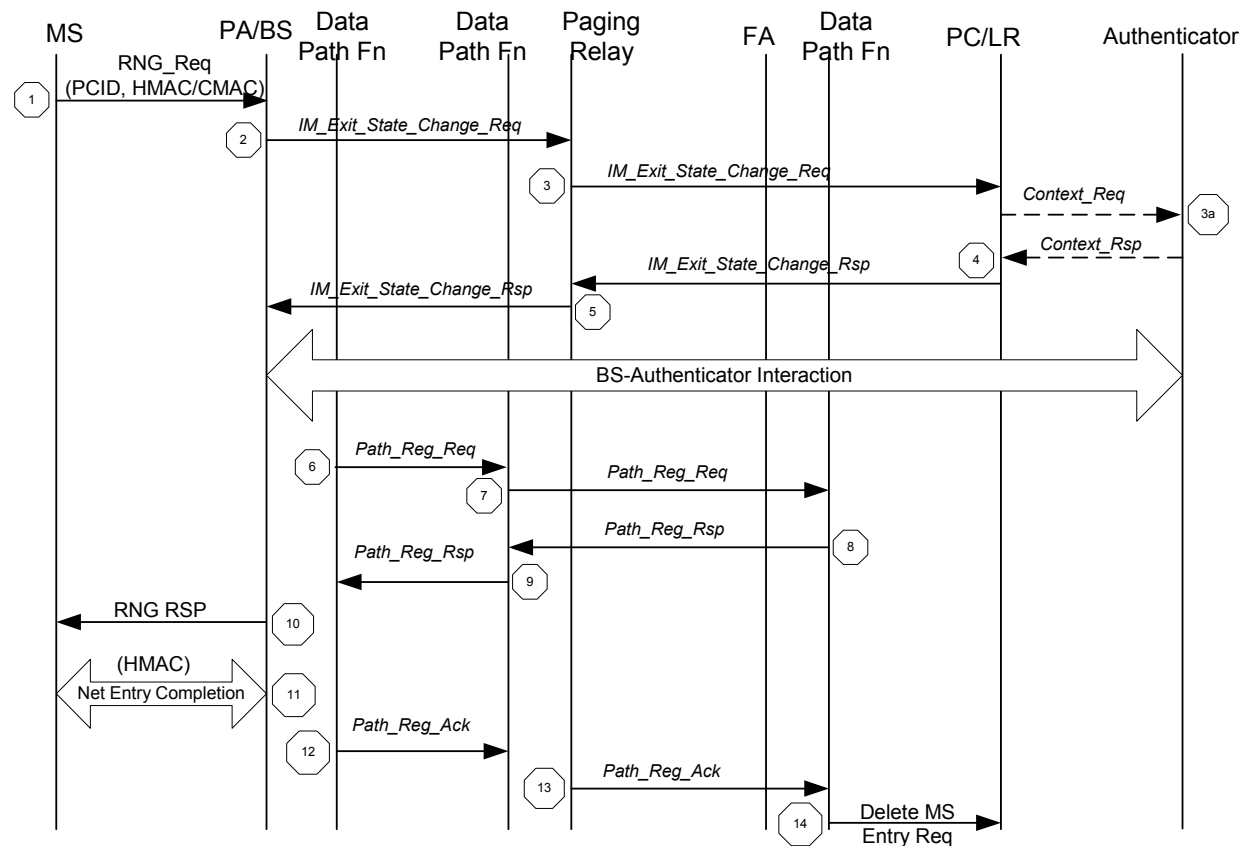 MS
PA/BS
Data
Path Fn
Data
Path Fn
Paging
Relay
FA
Data
Path Fn
PC/LR
Authenticator
RNG_Req
(PCID, HMAC/CMAC)
1
2
IM_Exit_State_Change_Req
3
IM_Exit_State_Change_Req
Context_Req
3a
Context_Rsp
4
IM_Exit_State_Change_Rsp
IM_Exit_State_Change_Rsp
5
BS-Authenticator Interaction
6
Path_Reg_Req
7
Path_Reg_Req
Path_Reg_Rsp
8
Path_Reg_Rsp
9
RNG RSP
10
(HMAC)
Net Entry Completion
11
12
Path_Reg_Ack
13
Path_Reg_Ack
14
Delete MS
Entry Req